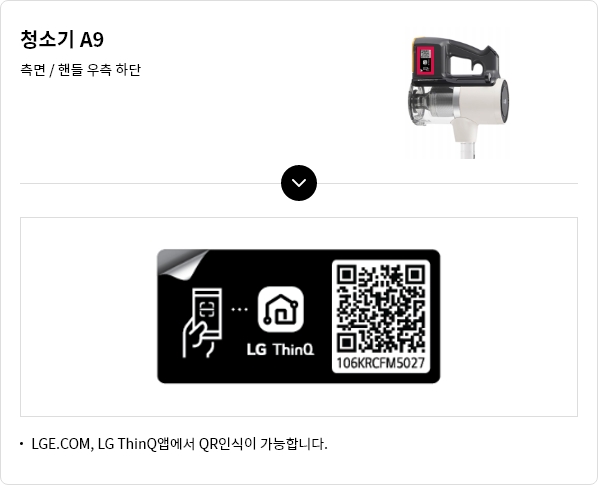 청소기 A9
측면 / 핸들 우측 하단
LG ThinQ
106KRCFM5027
• LGE.COM, LG ThinQ앱에서 QR인식이 가능합니다.